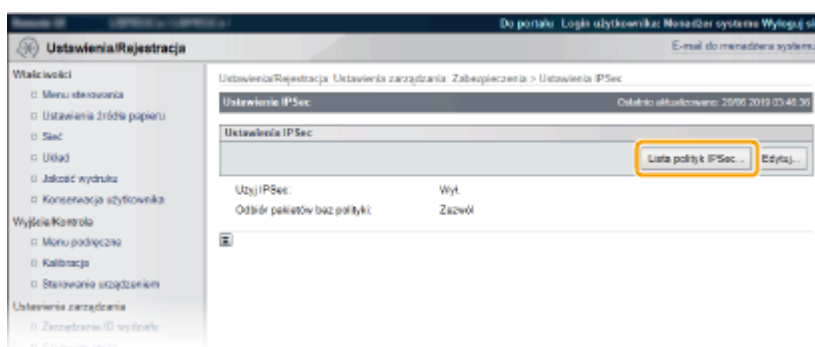 Do portalu Login użytkownika: Menedżer systemu Wyloguj się
Ustawienia/Rejestracja
E-mail do menedżera systemu
Właściwości
Menu sterowania
Ustawienia źródła papieru
Sieć
Układ
Jakość wydruku
Konserwacja użytkownika
Wyjście/Kontrola
Menu podręczne
Kalibracja
Sterowanie urządzeniem
Ustawienia zarządzania
Zarządzanie ID wydziału
Ustawienia/Rejestracja: Ustawienia zarządzania: Zabezpieczenia > Ustawienia IPSec
Ustawienia IPSec
Ostatnio aktualizowano: 20/06 2019 03:46:36
Ustawienia IPSec
Lista polityk IPSec...
Edytuj...
Użyj IPSec: Wył.
Odbiór pakietów bez polityki: Zezwól